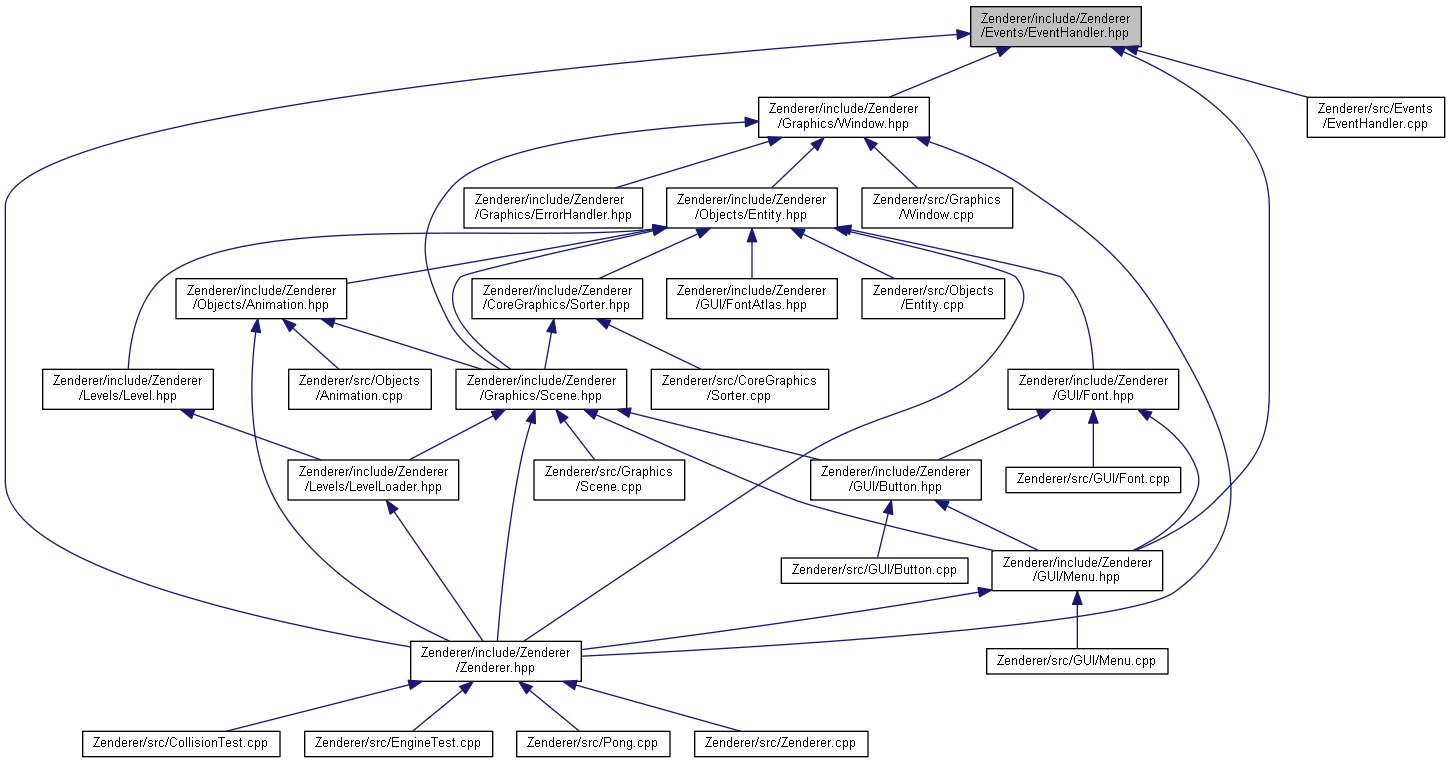 Zenderer/include/Zenderer
/Events/EventHandler.hpp
Zenderer/include/Zenderer
/Graphics/Window.hpp
Zenderer/src/Events
/EventHandler.cpp
Zenderer/include/Zenderer
/Graphics/ErrorHandler.hpp
Zenderer/include/Zenderer
/Objects/Entity.hpp
Zenderer/src/Graphics
/Window.cpp
Zenderer/include/Zenderer
/Objects/Animation.hpp
Zenderer/include/Zenderer
/CoreGraphics/Sorter.hpp
Zenderer/include/Zenderer
/GUI/FontAtlas.hpp
Zenderer/src/Objects
/Entity.cpp
Zenderer/include/Zenderer
/Levels/Level.hpp
Zenderer/src/Objects
/Animation.cpp
Zenderer/include/Zenderer
/Graphics/Scene.hpp
Zenderer/src/CoreGraphics
/Sorter.cpp
Zenderer/include/Zenderer
/GUI/Font.hpp
Zenderer/include/Zenderer
/Levels/LevelLoader.hpp
Zenderer/src/Graphics
/Scene.cpp
Zenderer/include/Zenderer
/GUI/Button.hpp
Zenderer/src/GUI/Font.cpp
Zenderer/src/GUI/Button.cpp
Zenderer/include/Zenderer
/GUI/Menu.hpp
Zenderer/include/Zenderer
/Zenderer.hpp
Zenderer/src/GUI/Menu.cpp
Zenderer/src/CollisionTest.cpp
Zenderer/src/EngineTest.cpp
Zenderer/src/Pong.cpp
Zenderer/src/Zenderer.cpp